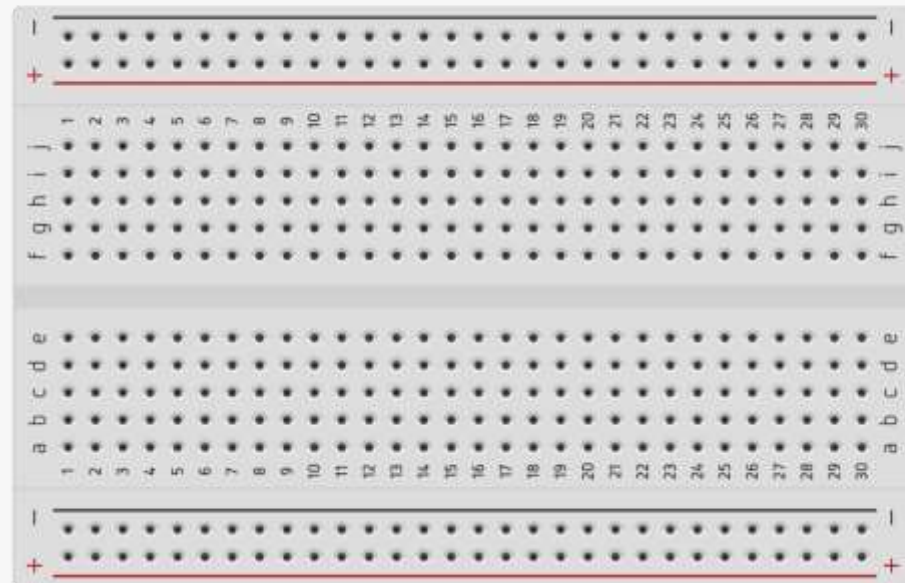 − −
+ +
1 2 3 4 5 6 7 8 9 10 11 12 13 14 15 16 17 18 19 20 21 22 23 24 25 26 27 28 29 30
j j
i i
h h
g g
f f
e e
d d
c c
b b
a a
1 2 3 4 5 6 7 8 9 10 11 12 13 14 15 16 17 18 19 20 21 22 23 24 25 26 27 28 29 30
− −
+ +